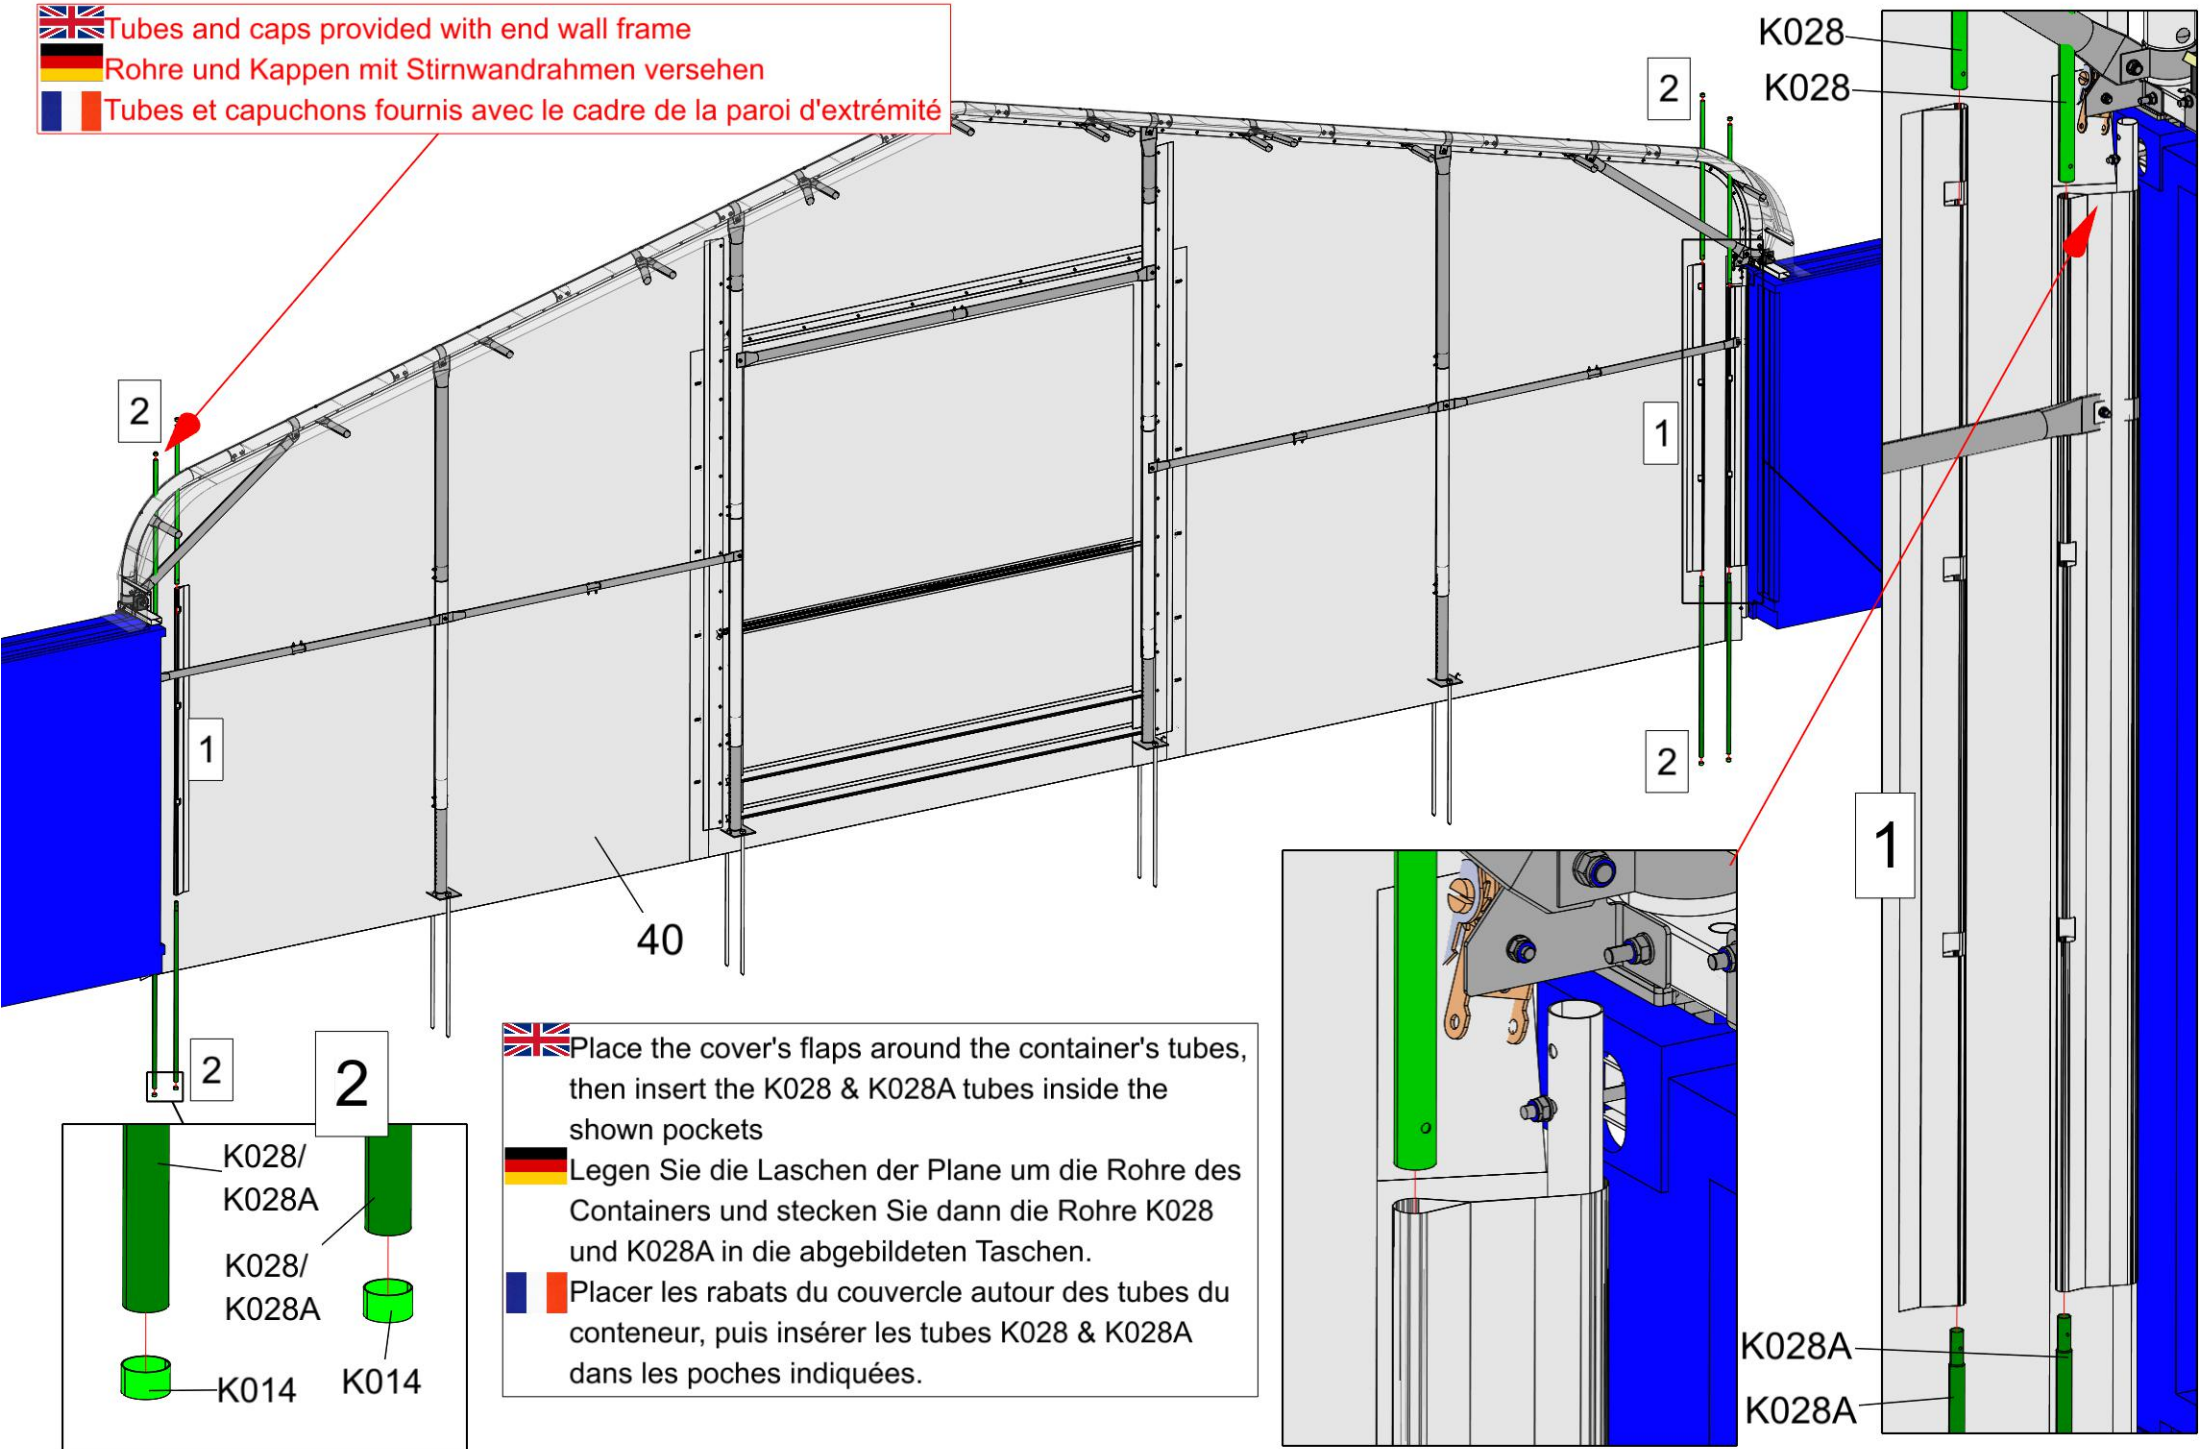 Tubes and caps provided with end wall frame
Rohre und Kappen mit Stirnwandrahmen versehen
Tubes et capuchons fournis avec le cadre de la paroi d'extrémité
2
2
K028
K028
1
1
2
2
40
1
2
K028/
K028A
K028/
K028A
K014
K014
Place the cover's flaps around the container's tubes,
then insert the K028 & K028A tubes inside the
shown pockets
Legen Sie die Laschen der Plane um die Rohre des
Containers und stecken Sie dann die Rohre K028
und K028A in die abgebildeten Taschen.
Placer les rabats du couvercle autour des tubes du
conteneur, puis insérer les tubes K028 & K028A
dans les poches indiquées.
K028A
K028A